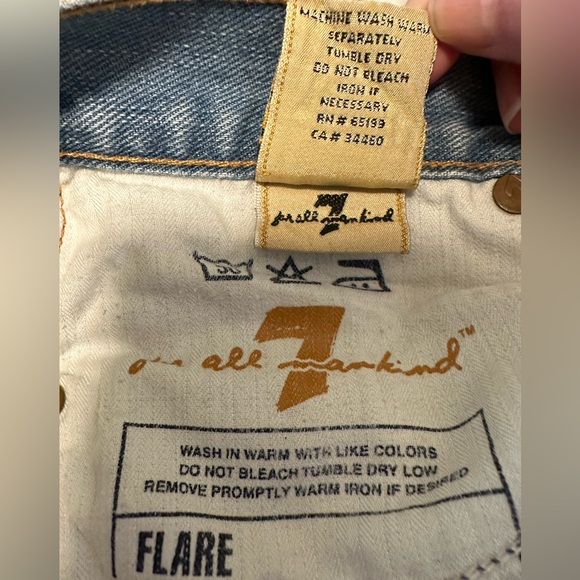 MACHINE WASH WARM
SEPARATELY
TUMBLE DRY
DO NOT BLEACH
IRON IF
NECESSARY
RN# 65199
CA# 34460
7
for all mankind
30
7
for all mankind™
WASH IN WARM WITH LIKE COLORS
DO NOT BLEACH TUMBLE DRY LOW
REMOVE PROMPTLY WARM IRON IF DESIRED
FLARE